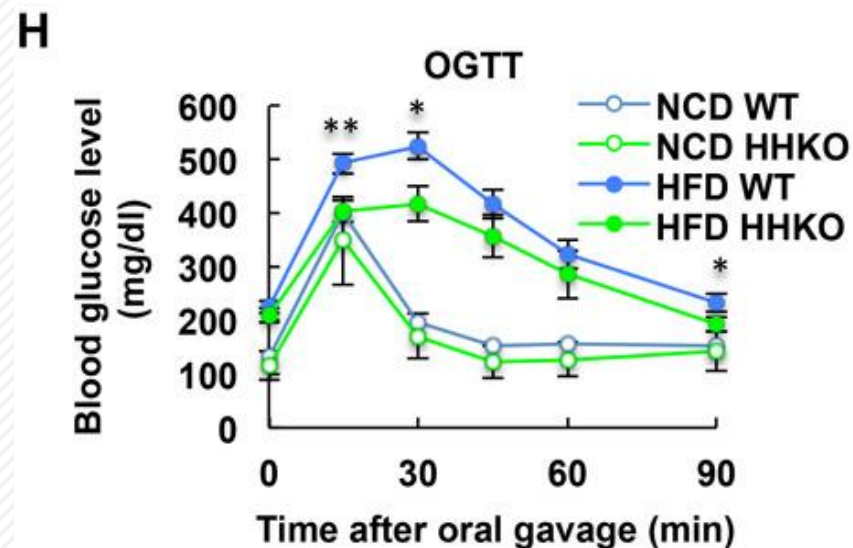 H
OGTT
NCD WT
NCD HHKO
HFD WT
HFD HHKO
Blood glucose level
(mg/dl)
600
500
400
300
200
100
0
**
*
*
0 30 60 90
Time after oral gavage (min)